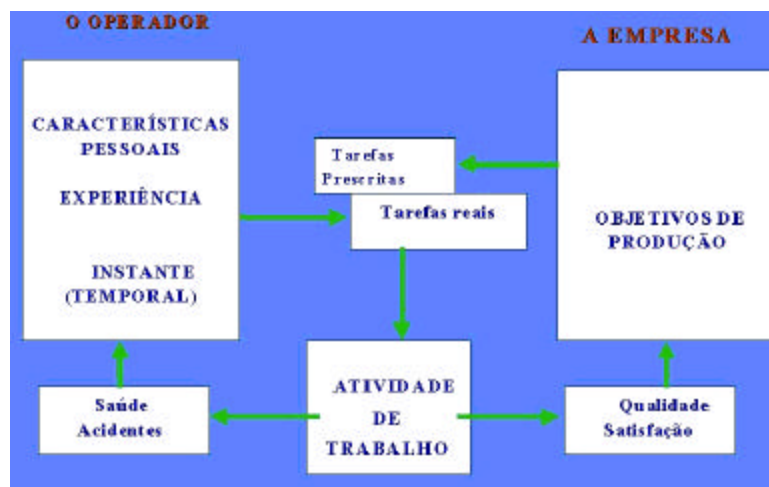 O OPERADOR
A EMPRESA
CARACTERÍSTICAS
PESSOAIS
EXPERIÊNCIA
INSTANTE
(TEMPORAL)
Tarefas
Prescritas
Tarefas reais
OBJETIVOS DE
PRODUÇÃO
Saúde
Acidentes
ATIVIDADE
DE
TRABALHO
Qualidade
Satisfação